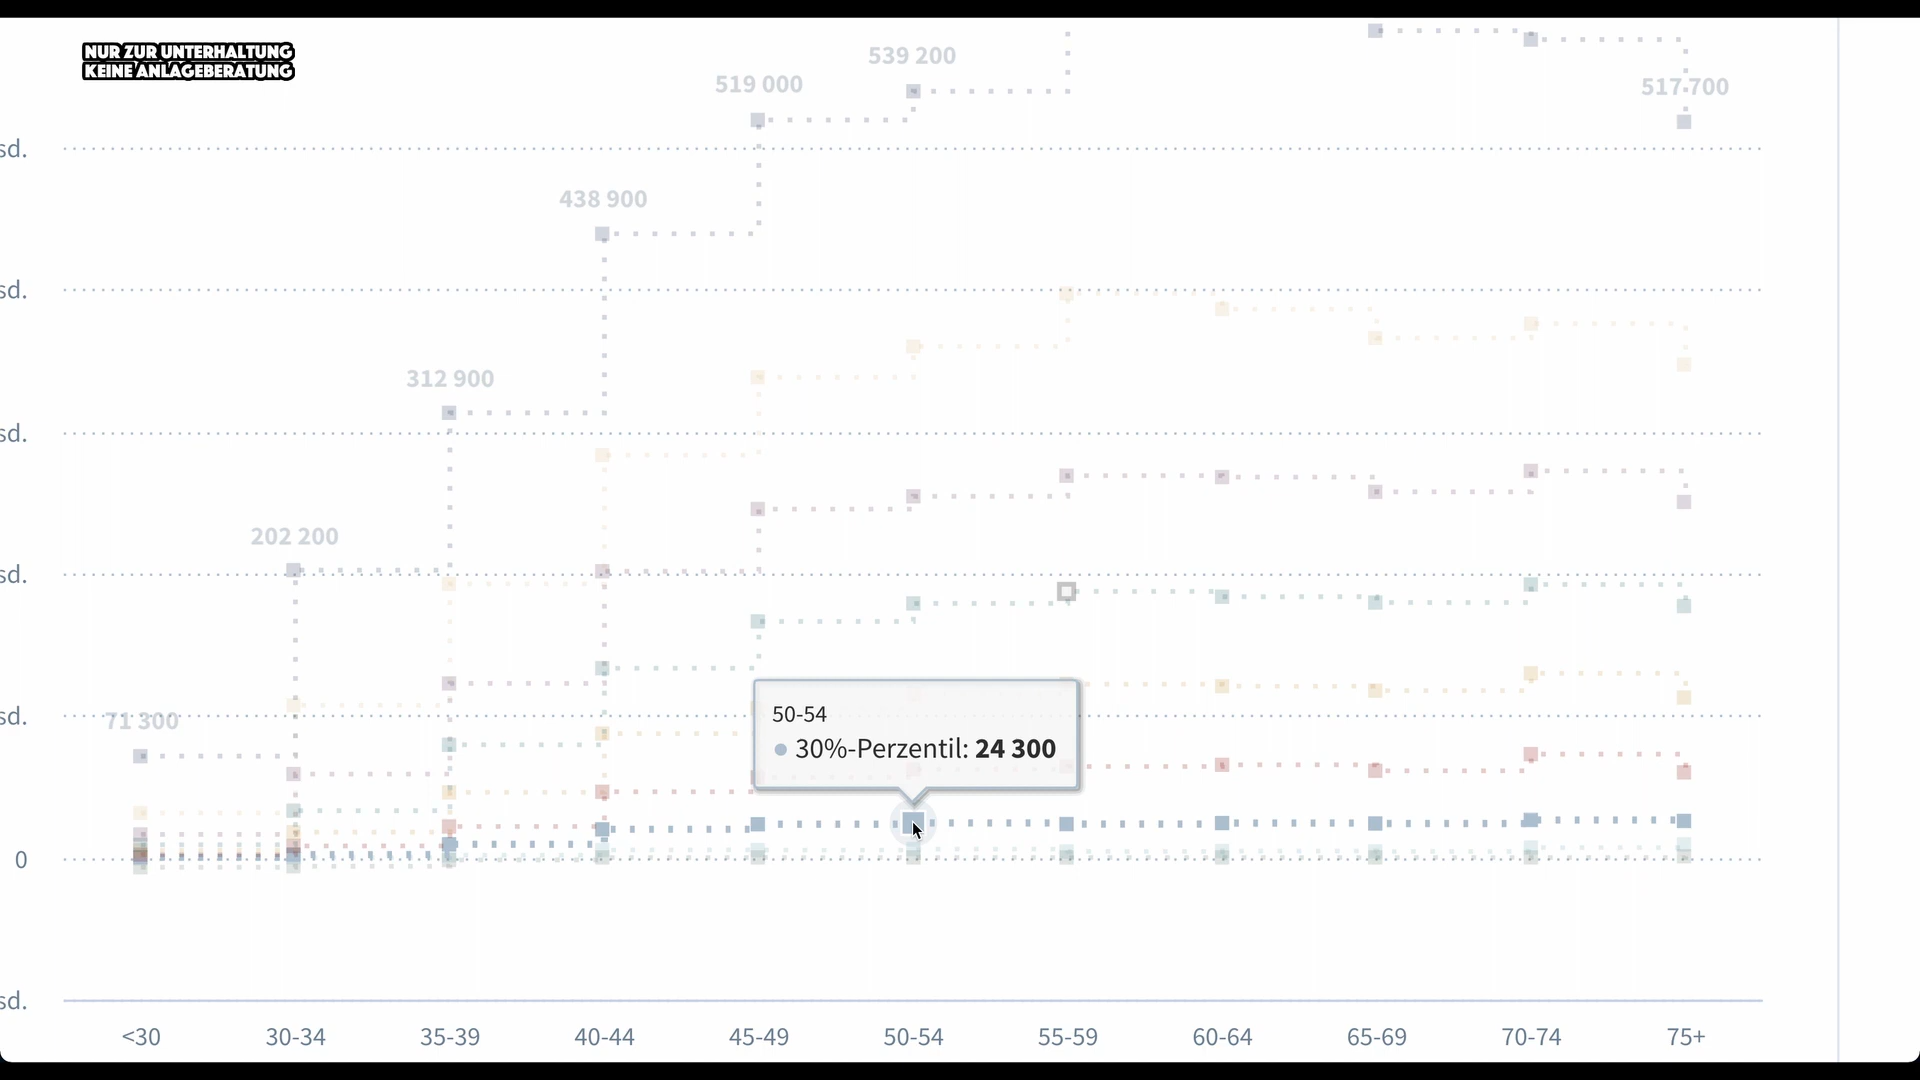 NUR ZUR UNTERHALTUNG
KEINE ANLAGEBERATUNG
539 200
519 000
517 700
sd.
438 900
sd.
312 900
sd.
202 200
sd.
71 300
sd.
50-54
30%-Perzentil: 24 300
0
sd.
<30 30-34 35-39 40-44 45-49 50-54 55-59 60-64 65-69 70-74 75+